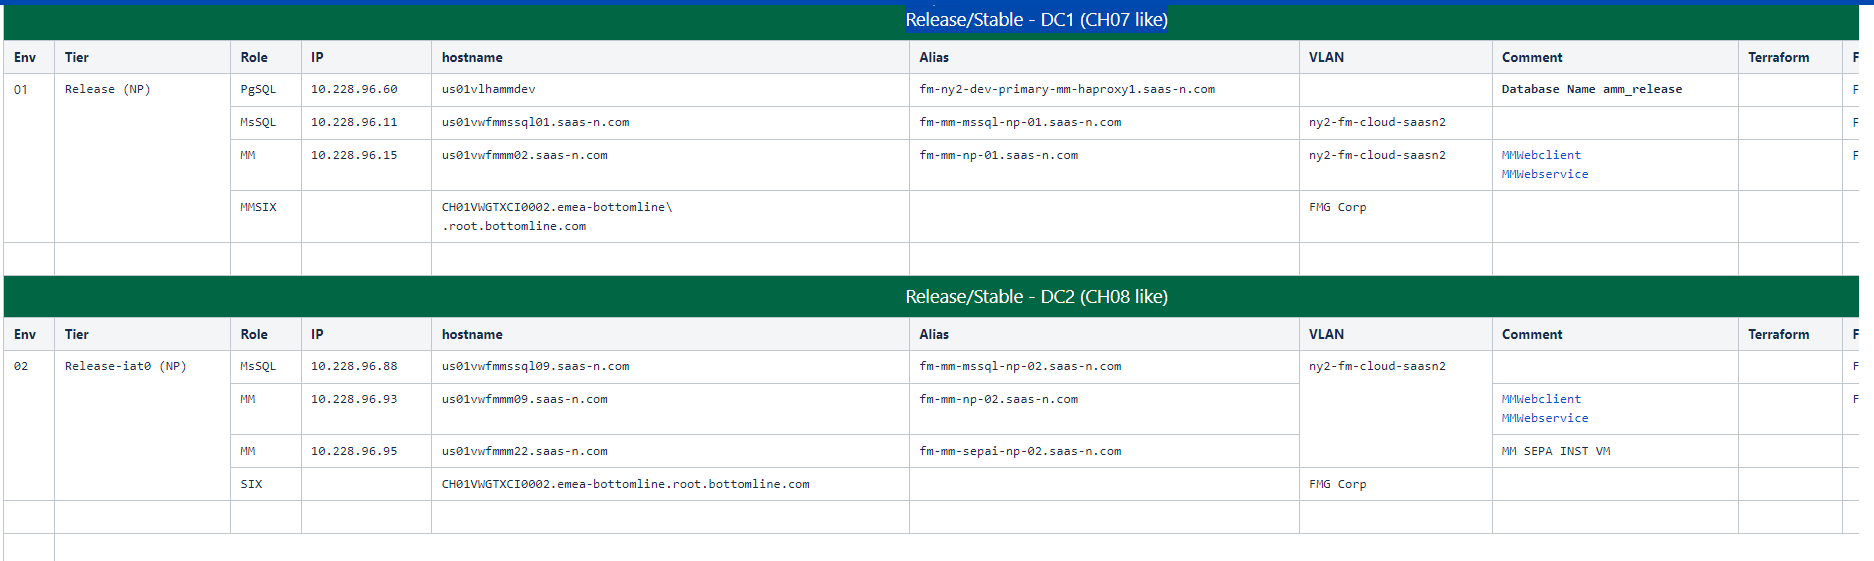 Release/Stable - DC1 (CH07 like)
Env Tier Role IP hostname Alias VLAN Comment Terraform F
01 Release (NP) PgSQL 10.228.96.60 us01vlhammdev fm-ny2-dev-primary-mm-haproxy1.saas-n.com Database Name amm_release F
MsSQL 10.228.96.11 us01vwfmmssql01.saas-n.com fm-mm-mssql-np-01.saas-n.com ny2-fm-cloud-saasn2 F
MM 10.228.96.15 us01vwfmmm02.saas-n.com fm-mm-np-01.saas-n.com ny2-fm-cloud-saasn2 MMWebclient F
MMWebservice
MMSIX CH01VWGTXCI0002.emea-bottomline\ FMG Corp
.root.bottomline.com
Release/Stable - DC2 (CH08 like)
Env Tier Role IP hostname Alias VLAN Comment Terraform F
02 Release-iat0 (NP) MsSQL 10.228.96.88 us01vwfmmssql09.saas-n.com fm-mm-mssql-np-02.saas-n.com ny2-fm-cloud-saasn2 F
MM 10.228.96.93 us01vwfmmm09.saas-n.com fm-mm-np-02.saas-n.com MMWebclient F
MMWebservice
MM 10.228.96.95 us01vwfmmm22.saas-n.com fm-mm-sepai-np-02.saas-n.com MM SEPA INST VM
SIX CH01VWGTXCI0002.emea-bottomline.root.bottomline.com FMG Corp